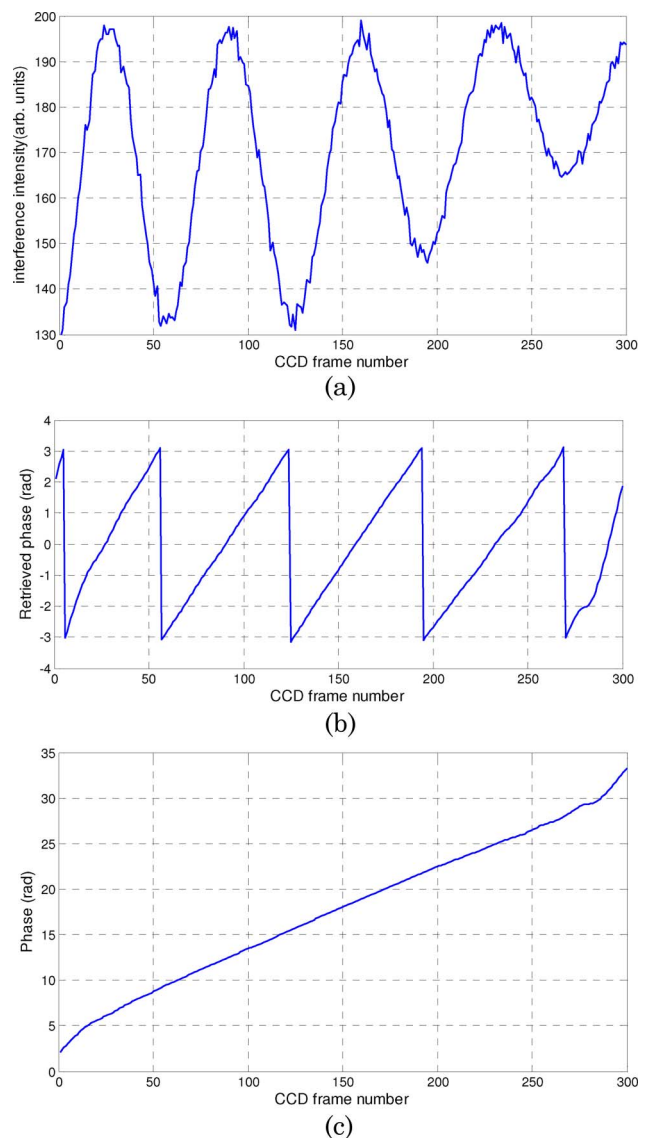 200
190
180
170
160
150
140
130
interference intensity(arb. units)
0 50 100 150 200 250 300
CCD frame number
(a)
4
3
2
1
0
-1
-2
-3
-4
Retrieved phase (rad)
0 50 100 150 200 250 300
CCD frame number
(b)
35
30
25
20
15
10
5
0
Phase (rad)
0 50 100 150 200 250 300
CCD frame number
(c)